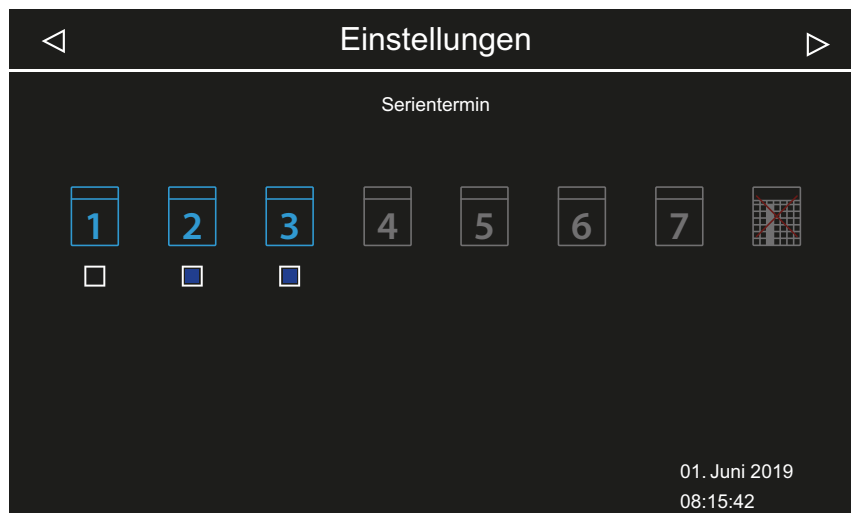 Einstellungen
Serientermin
1 2 3 4 5 6 7
01. Juni 2019
08:15:42